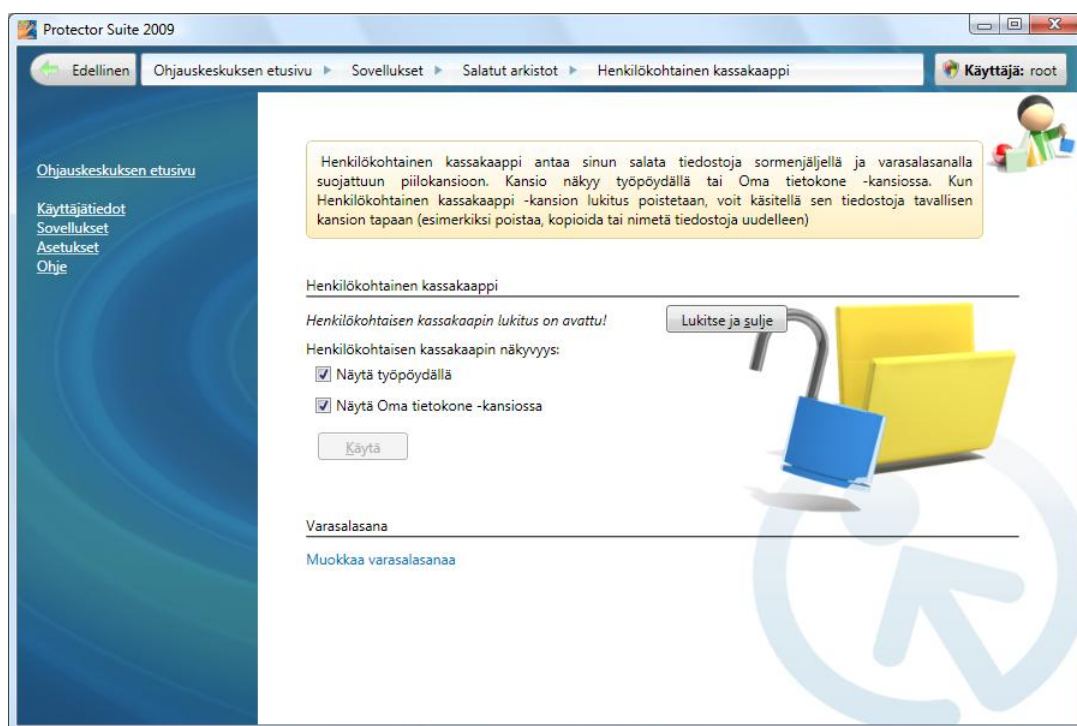 Protector Suite 2009
Edellinen Ohjauskeskuksen etusivu Sovellukset Salatut arkistot Henkilökohtainen kassakaappi Käyttäjä: root
Ohjauskeskuksen etusivu
Käyttäjätiedot
Sovellukset
Asetukset
Ohje
Henkilökohtainen kassakaappi antaa sinun salata tiedostoja sormenjäljellä ja varasalasanalla
suojattuun piilokansioon. Kansio näkyy työpöydällä tai Oma tietokone -kansiossa. Kun
Henkilökohtainen kassakaappi -kansion lukitus poistetaan, voit käsitellä sen tiedostoja tavallisen
kansion tapaan (esimerkiksi poistaa, kopioida tai nimetä tiedostoja uudelleen)
Henkilökohtainen kassakaappi
Henkilökohtaisen kassakaapin lukitus on avattu! Lukitse ja sulje
Henkilökohtaisen kassakaapin näkyvyys:
Näytä työpöydällä
Näytä Oma tietokone -kansiossa
Käytä
Varasalasana
Muokkaa varasalasanaa